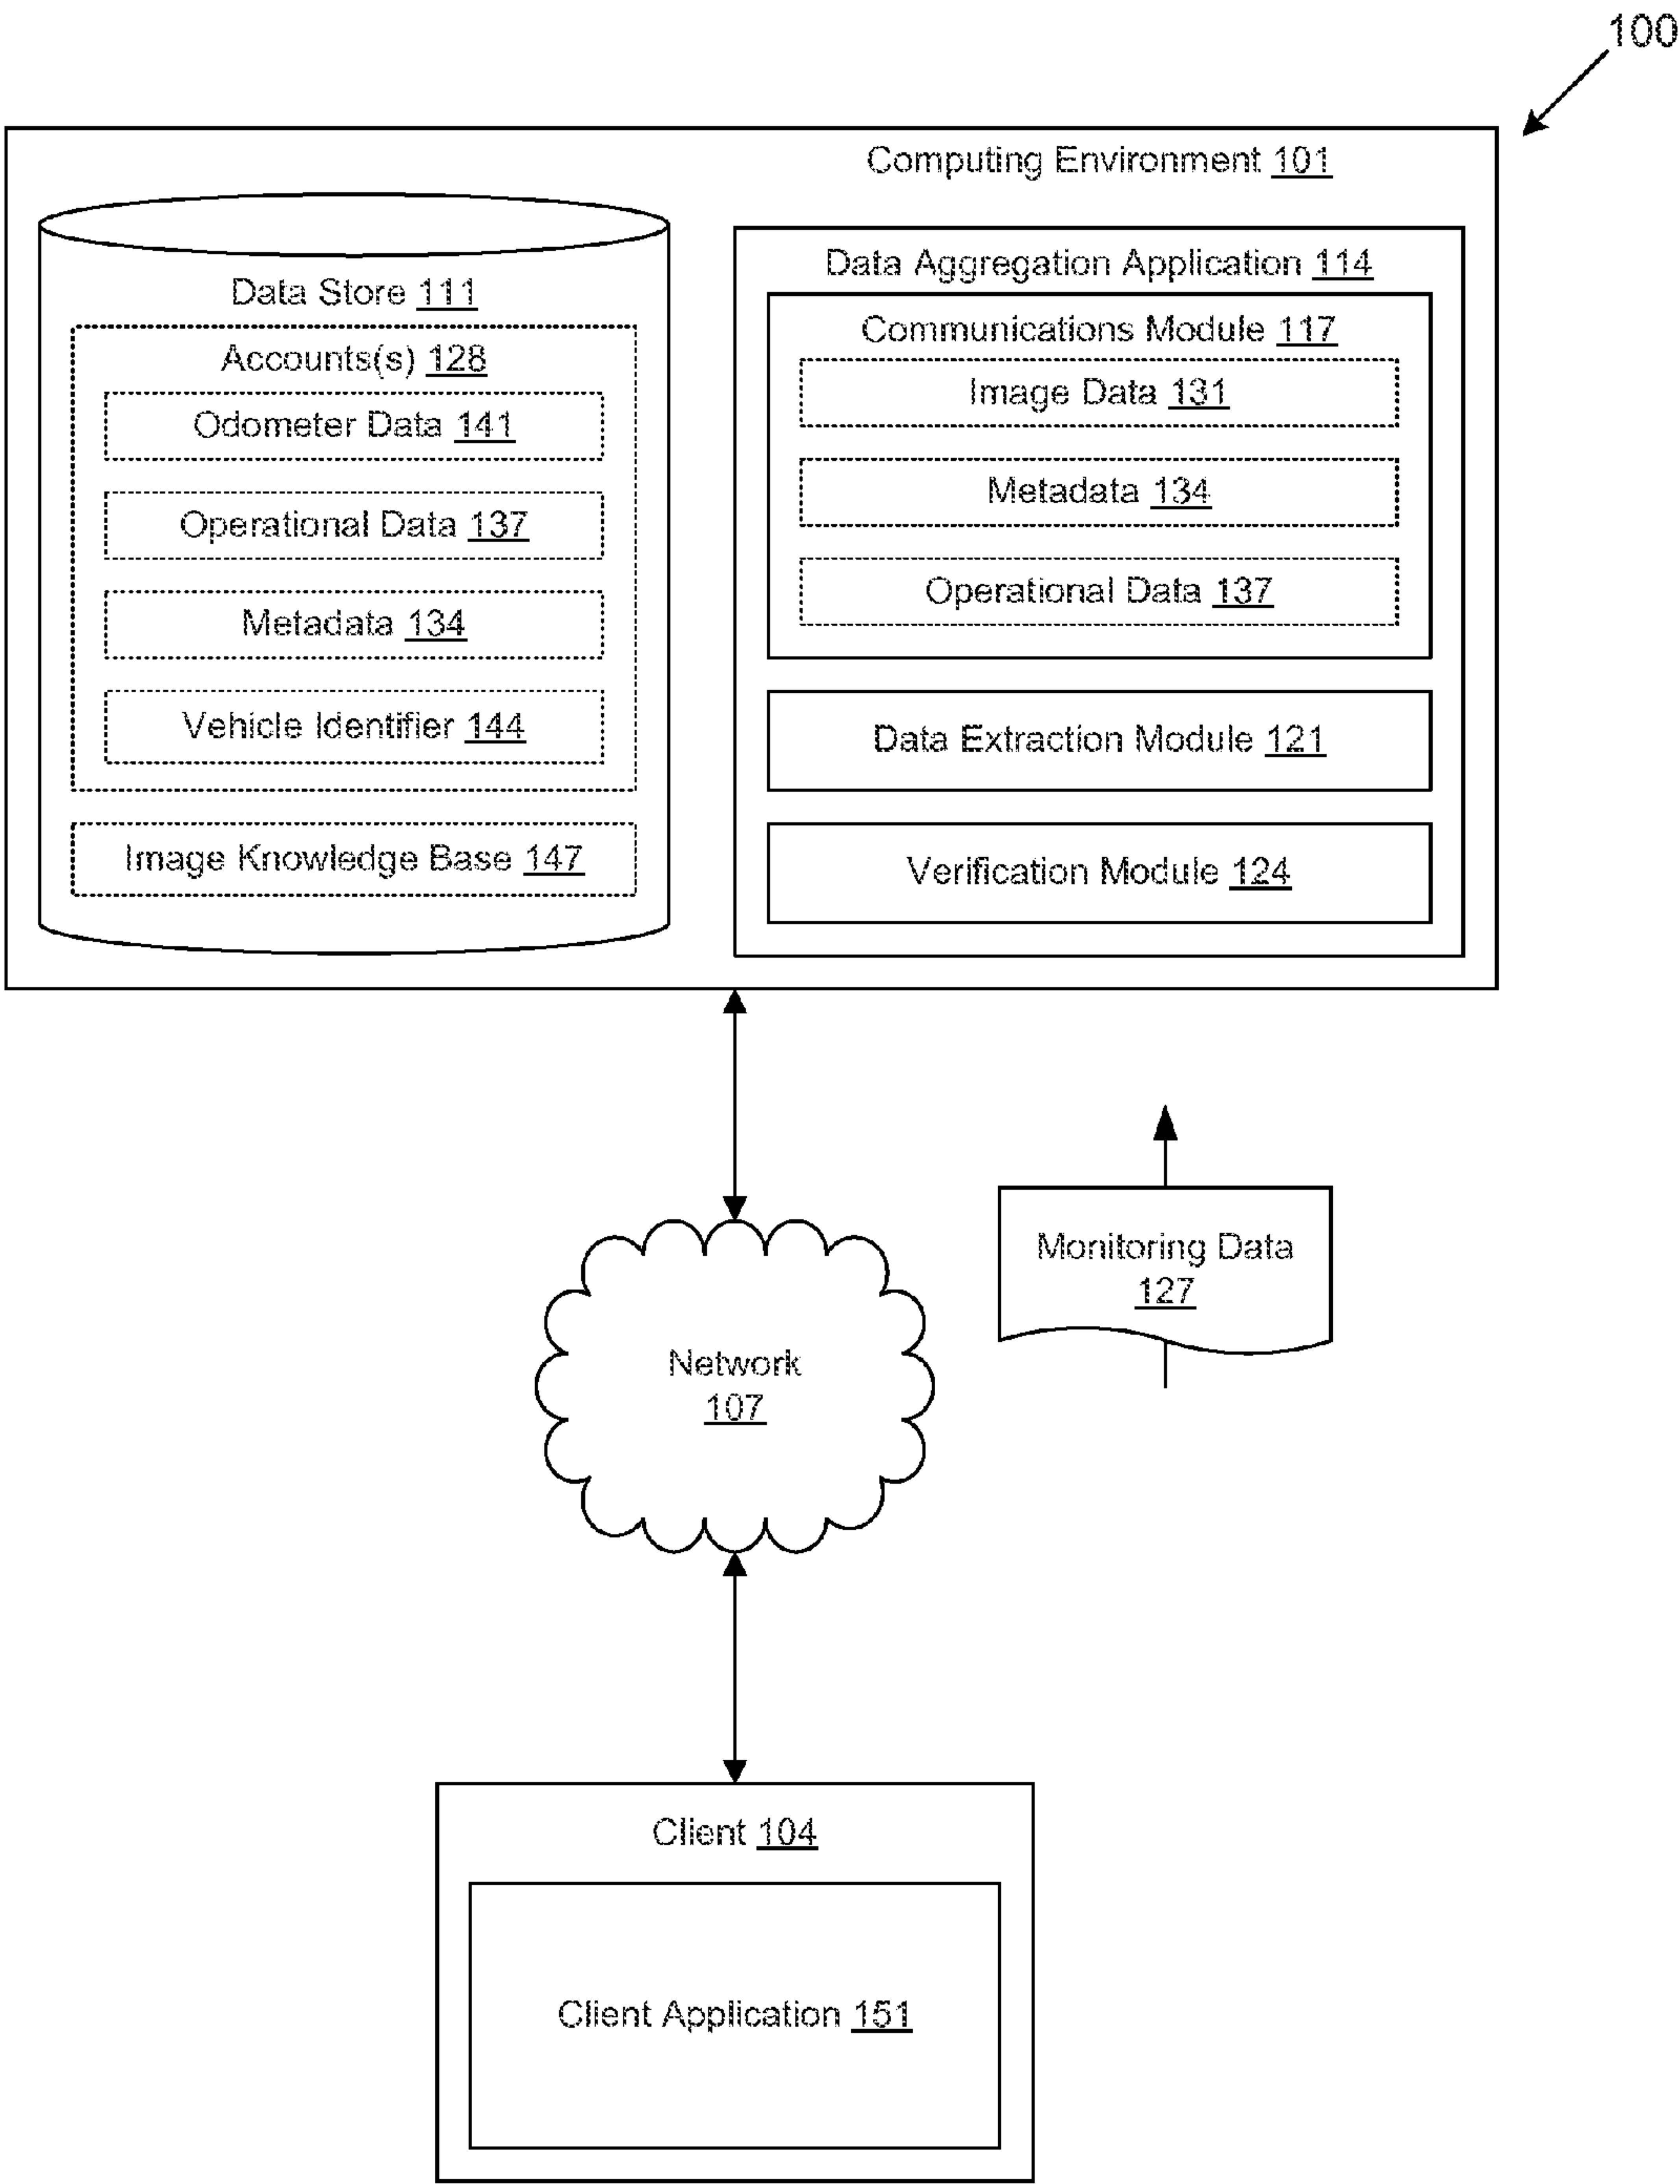 100
Computing Environment 101
Data Store 111
Accounts(s) 128
Odometer Data 141
Operational Data 137
Metadata 134
Vehicle Identifier 144
Image Knowledge Base 147
Data Aggregation Application 114
Communications Module 117
Image Data 131
Metadata 134
Operational Data 137
Data Extraction Module 121
Verification Module 124
Monitoring Data
127
Network
107
Client 104
Client Application 151